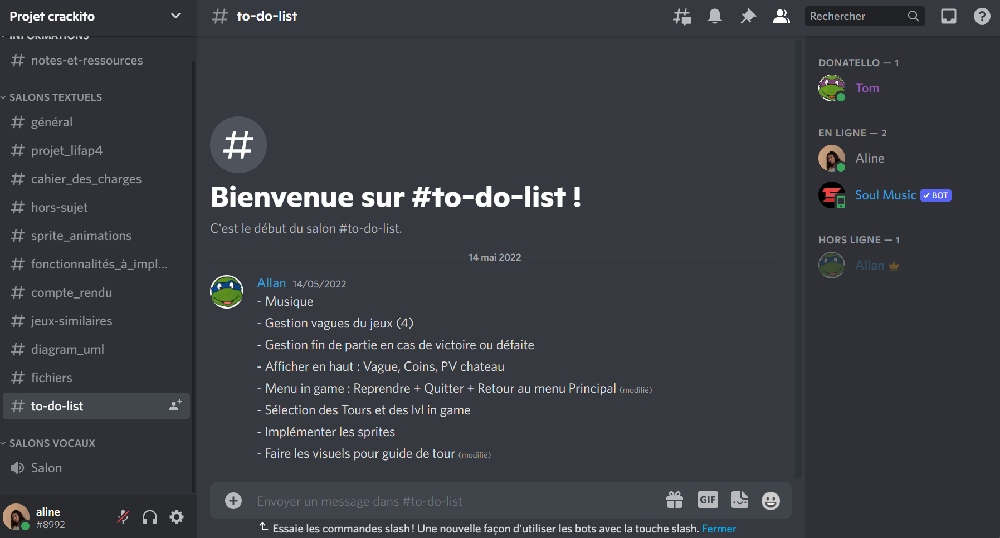 Projet crackito
INFORMATIONS
# notes-et-ressources
SALONS TEXTUELS
# général
# projet_lifap4
# cahier_des_charges
# hors-sujet
# sprite_animations
# fonctionnalités_à_impl...
# compte_rendu
# jeux-similaires
# diagram_uml
# fichiers
# to-do-list
SALONS VOCAUX
Salon
aline
#8992
# to-do-list
Rechercher
#
Bienvenue sur #to-do-list !
C'est le début du salon #to-do-list.
14 mai 2022
Allan 14/05/2022
- Musique
- Gestion vagues du jeux (4)
- Gestion fin de partie en cas de victoire ou défaite
- Afficher en haut : Vague, Coins, PV chateau
- Menu in game : Reprendre + Quitter + Retour au menu Principal (modifié)
- Sélection des Tours et des lvl in game
- Implémenter les sprites
- Faire les visuels pour guide de tour (modifié)
Envoyer un message dans #to-do-list
GIF
Essaie les commandes slash ! Une nouvelle façon d'utiliser les bots avec la touche slash. Fermer
DONATELLO — 1
Tom
EN LIGNE — 2
Aline
Soul Music ✓ BOT
HORS LIGNE — 1
Allan